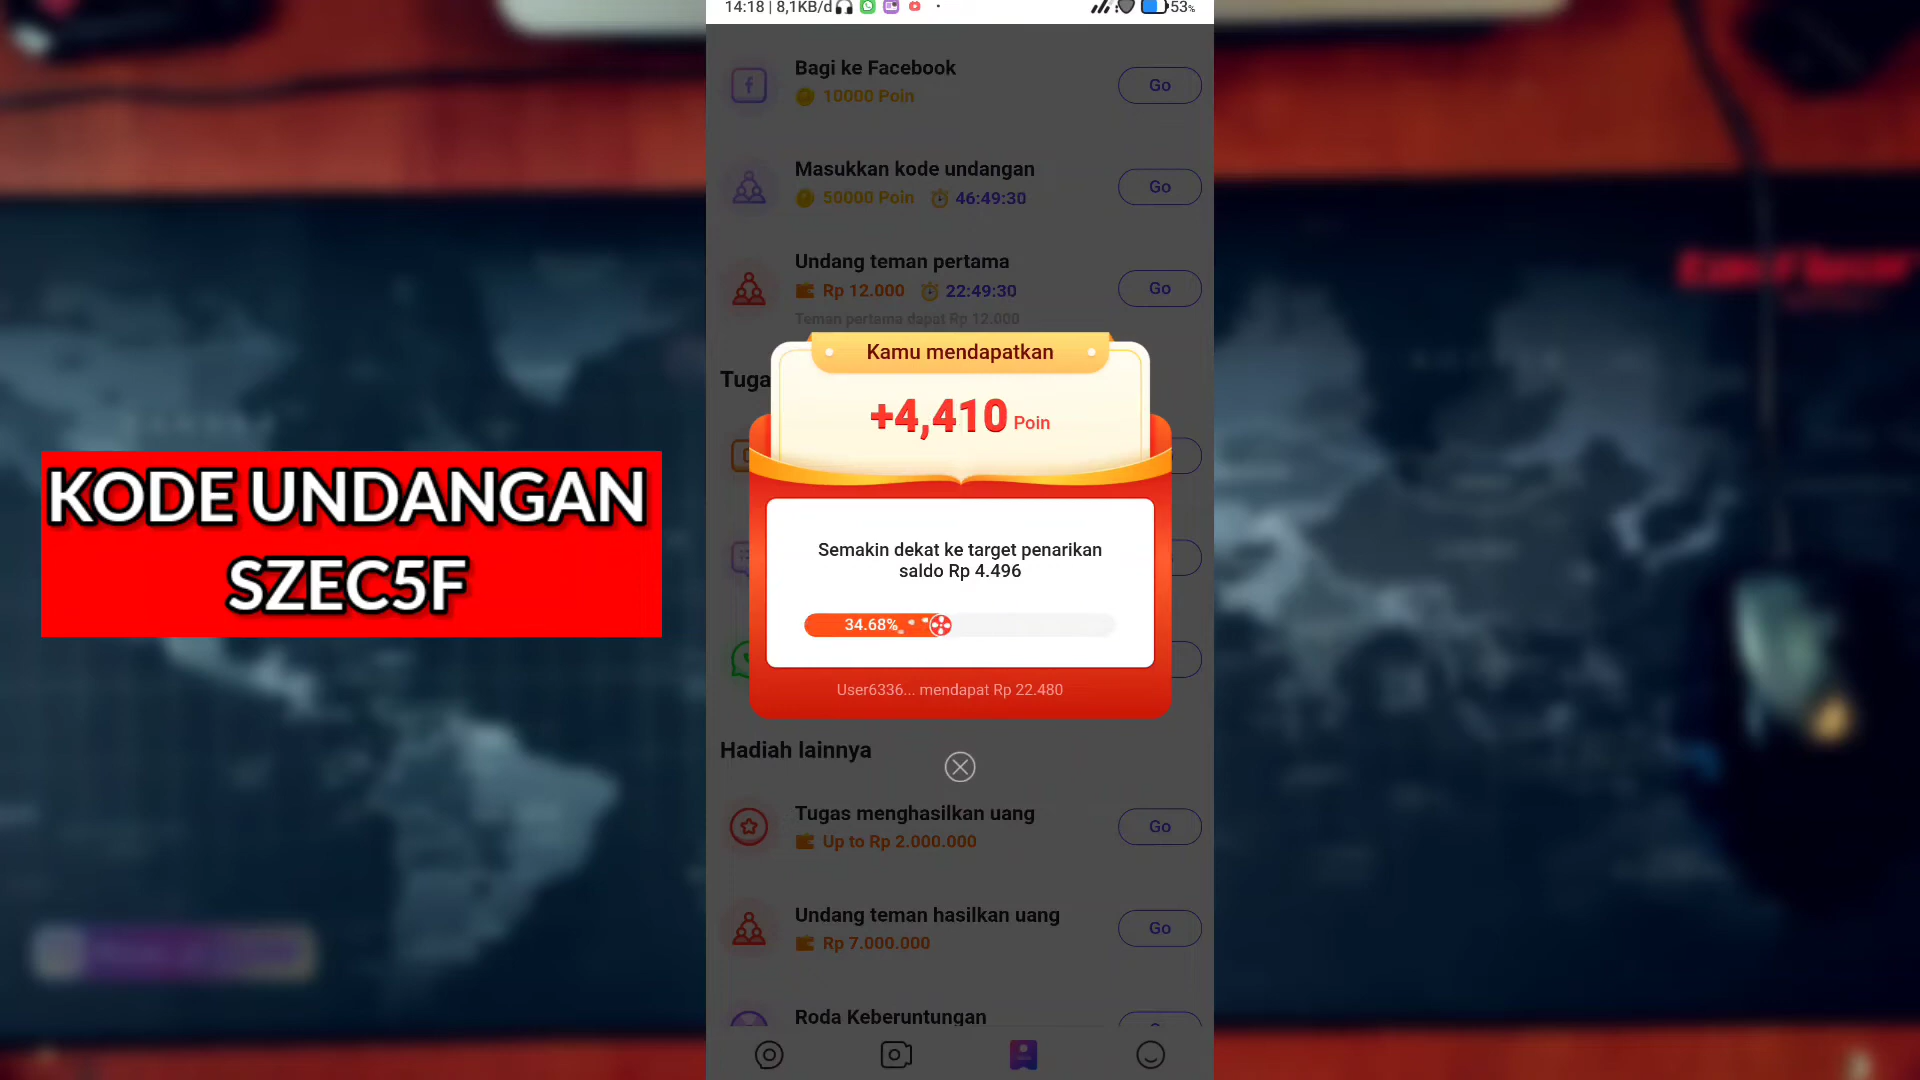 14:18 | 8,1KB/d
53%
Bagi ke Facebook
10000 Poin
Go
Masukkan kode undangan
50000 Poin
46:49:30
Go
Undang teman pertama
Rp 12.000
22:49:30
Go
Teman pertama dapat Rp 12.000
Kamu mendapatkan
+4,410 Poin
Semakin dekat ke target penarikan
saldo Rp 4.496
34.68%
User6336... mendapat Rp 22.480
Hadiah lainnya
Tugas menghasilkan uang
Up to Rp 2.000.000
Go
Undang teman hasilkan uang
Rp 7.000.000
Go
Roda Keberuntungan
KODE UNDANGAN
SZEC5F